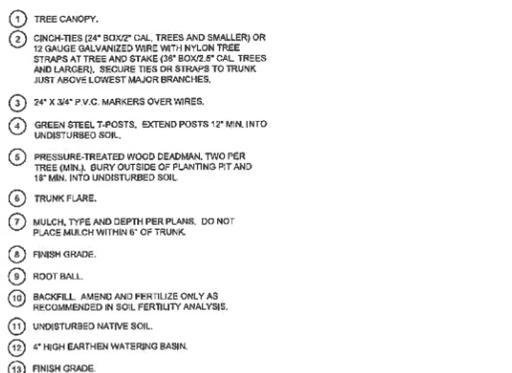 1 TREE CANOPY.
2 CINCH-TIES (24" BOX/2" CAL. TREES AND SMALLER) OR
12 GAUGE GALVANIZED WIRE WITH NYLON TREE
STRAPS AT TREE AND STAKE (36" BOX/2.5" CAL. TREES
AND LARGER). SECURE TIES OR STRAPS TO TRUNK
JUST ABOVE LOWEST MAJOR BRANCHES.
3 24" X 3/4" P.V.C. MARKERS OVER WIRES.
4 GREEN STEEL T-POSTS. EXTEND POSTS 12" MIN. INTO
UNDISTURBED SOIL.
5 PRESSURE-TREATED WOOD DEADMAN, TWO PER
TREE (MIN.). BURY OUTSIDE OF PLANTING PIT AND
18" MIN. INTO UNDISTURBED SOIL.
6 TRUNK FLARE.
7 MULCH, TYPE AND DEPTH PER PLANS. DO NOT
PLACE MULCH WITHIN 6" OF TRUNK.
8 FINISH GRADE.
9 ROOT BALL.
10 BACKFILL. AMEND AND FERTILIZE ONLY AS
RECOMMENDED IN SOIL FERTILITY ANALYSIS.
11 UNDISTURBED NATIVE SOIL.
12 4" HIGH EARTHEN WATERING BASIN.
13 FINISH GRADE.